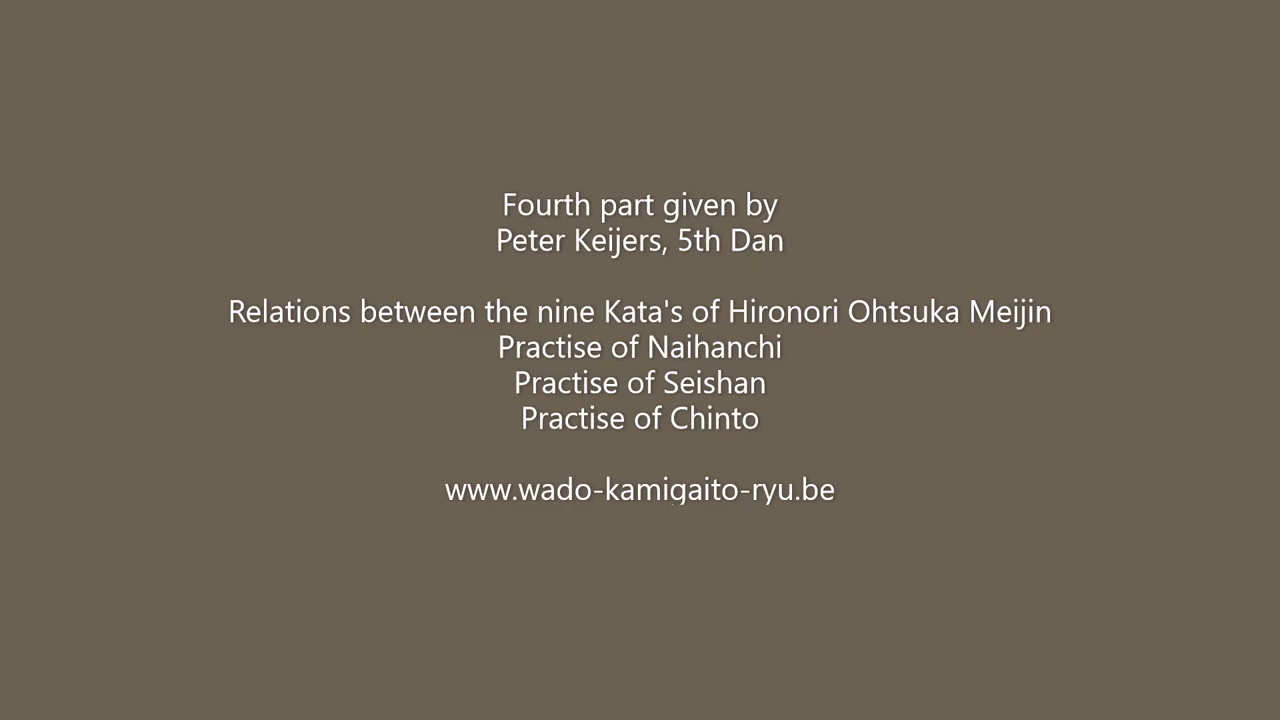 Fourth part given by
Peter Keijers, 5th Dan
Relations between the nine Kata's of Hironori Ohtsuka Meijin
Practise of Naihanchi
Practise of Seishan
Practise of Chinto
www.wado-kamigaito-ryu.be